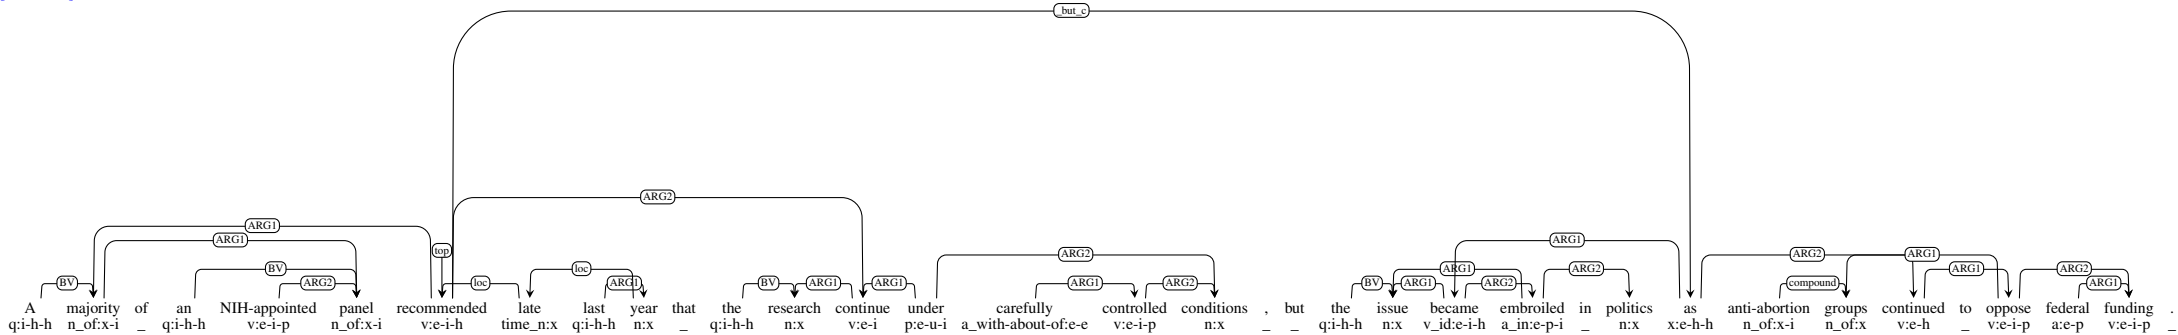 _but_c
ARG2
ARG1
ARG1
top
ARG2
ARG1
ARG2
ARG1
BV
loc
loc
ARG1
ARG2
ARG1
ARG2
BV
ARG2
ARG1
BV
ARG1
ARG1
ARG1
ARG2
BV
ARG1
ARG2
compound
ARG1
A majority of an NIH-appointed panel recommended late last year that the research continue under carefully controlled conditions , but the issue became embroiled in politics as anti-abortion groups continued to oppose federal funding .
q:i-h-h n_of:x-i _ q:i-h-h v:e-i-p n_of:x-i v:e-i-h time_n:x q:i-h-h n:x _ q:i-h-h n:x v:e-i p:e-u-i a_with-about-of:e-e v:e-i-p n:x _ _ q:i-h-h n:x v_id:e-i-h a_in:e-p-i _ n:x x:e-h-h n_of:x-i n_of:x v:e-h _ v:e-i-p a:e-p v:e-i-p _